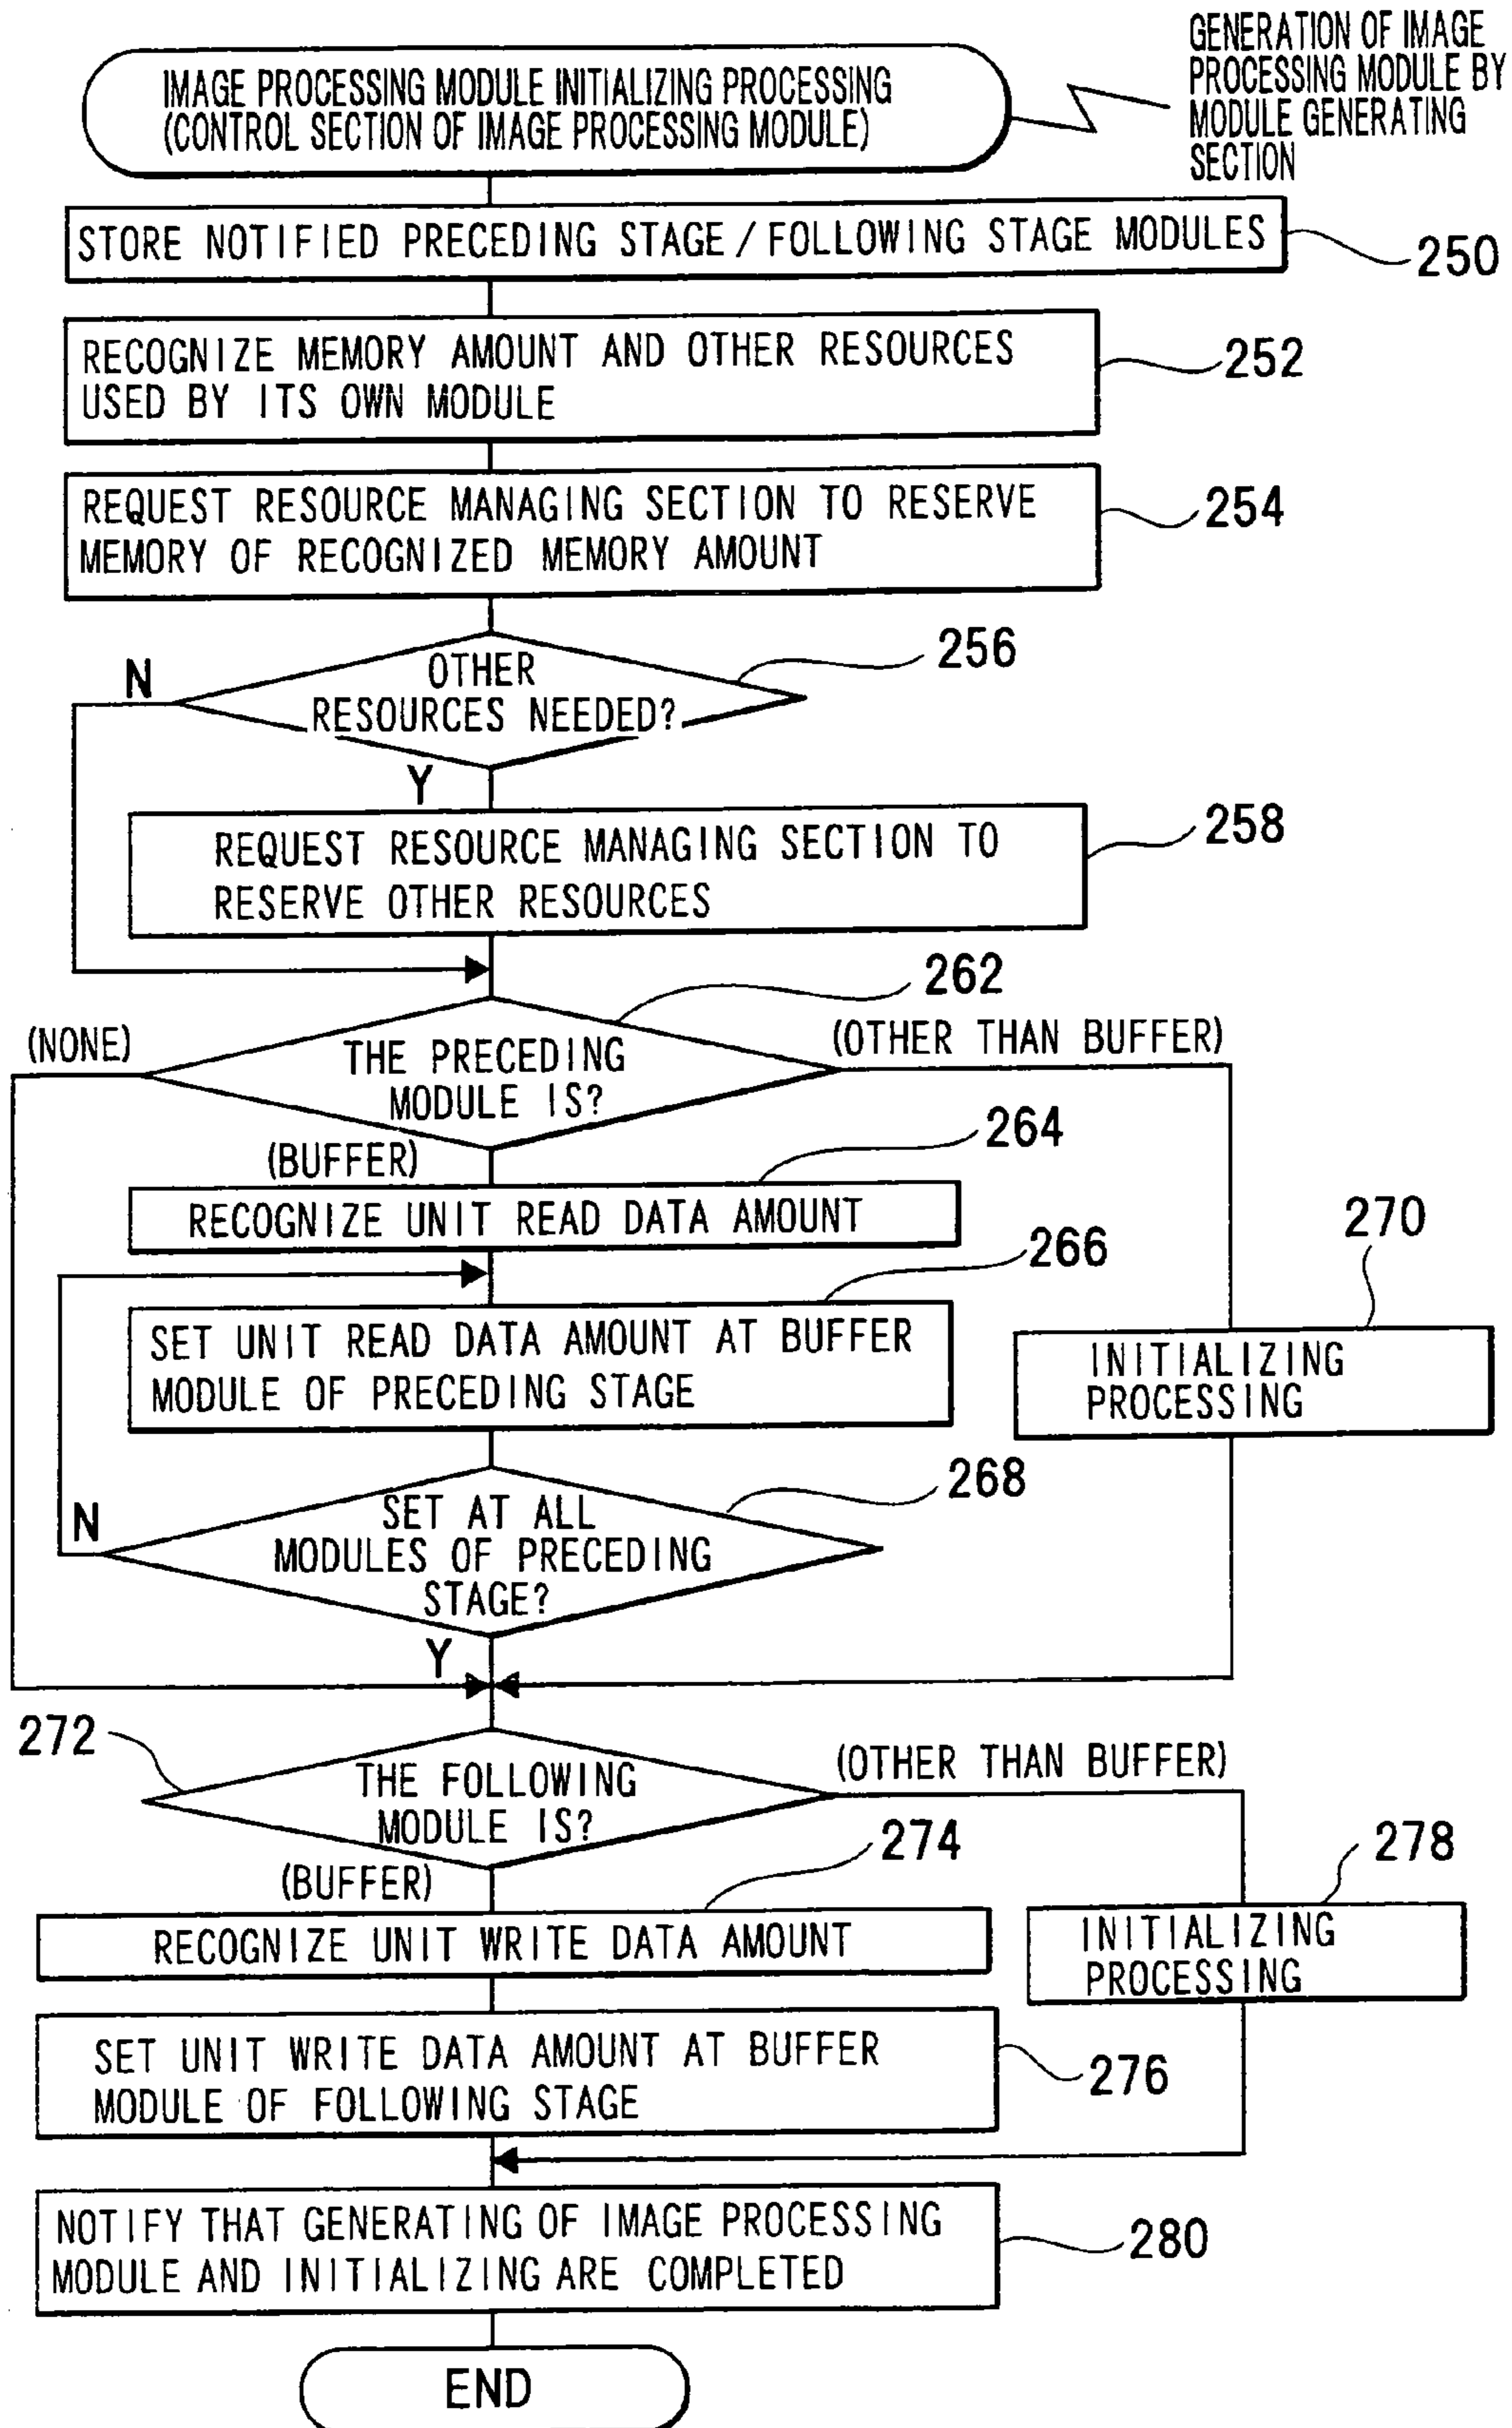 GENERATION OF IMAGE
PROCESSING MODULE BY
MODULE GENERATING
SECTION
IMAGE PROCESSING MODULE INITIALIZING PROCESSING
(CONTROL SECTION OF IMAGE PROCESSING MODULE)
STORE NOTIFIED PRECEDING STAGE/FOLLOWING STAGE MODULES
250
RECOGNIZE MEMORY AMOUNT AND OTHER RESOURCES
USED BY ITS OWN MODULE
252
REQUEST RESOURCE MANAGING SECTION TO RESERVE
MEMORY OF RECOGNIZED MEMORY AMOUNT
254
256
N
OTHER
RESOURCES NEEDED?
Y
REQUEST RESOURCE MANAGING SECTION TO
RESERVE OTHER RESOURCES
258
262
(NONE)
THE PRECEDING
MODULE IS?
(OTHER THAN BUFFER)
(BUFFER)
264
RECOGNIZE UNIT READ DATA AMOUNT
266
SET UNIT READ DATA AMOUNT AT BUFFER
MODULE OF PRECEDING STAGE
270
INITIALIZING
PROCESSING
268
N
SET AT ALL
MODULES OF PRECEDING
STAGE?
Y
272
THE FOLLOWING
MODULE IS?
(OTHER THAN BUFFER)
(BUFFER)
274
RECOGNIZE UNIT WRITE DATA AMOUNT
278
INITIALIZING
PROCESSING
SET UNIT WRITE DATA AMOUNT AT BUFFER
MODULE OF FOLLOWING STAGE
276
NOTIFY THAT GENERATING OF IMAGE PROCESSING
MODULE AND INITIALIZING ARE COMPLETED
280
END